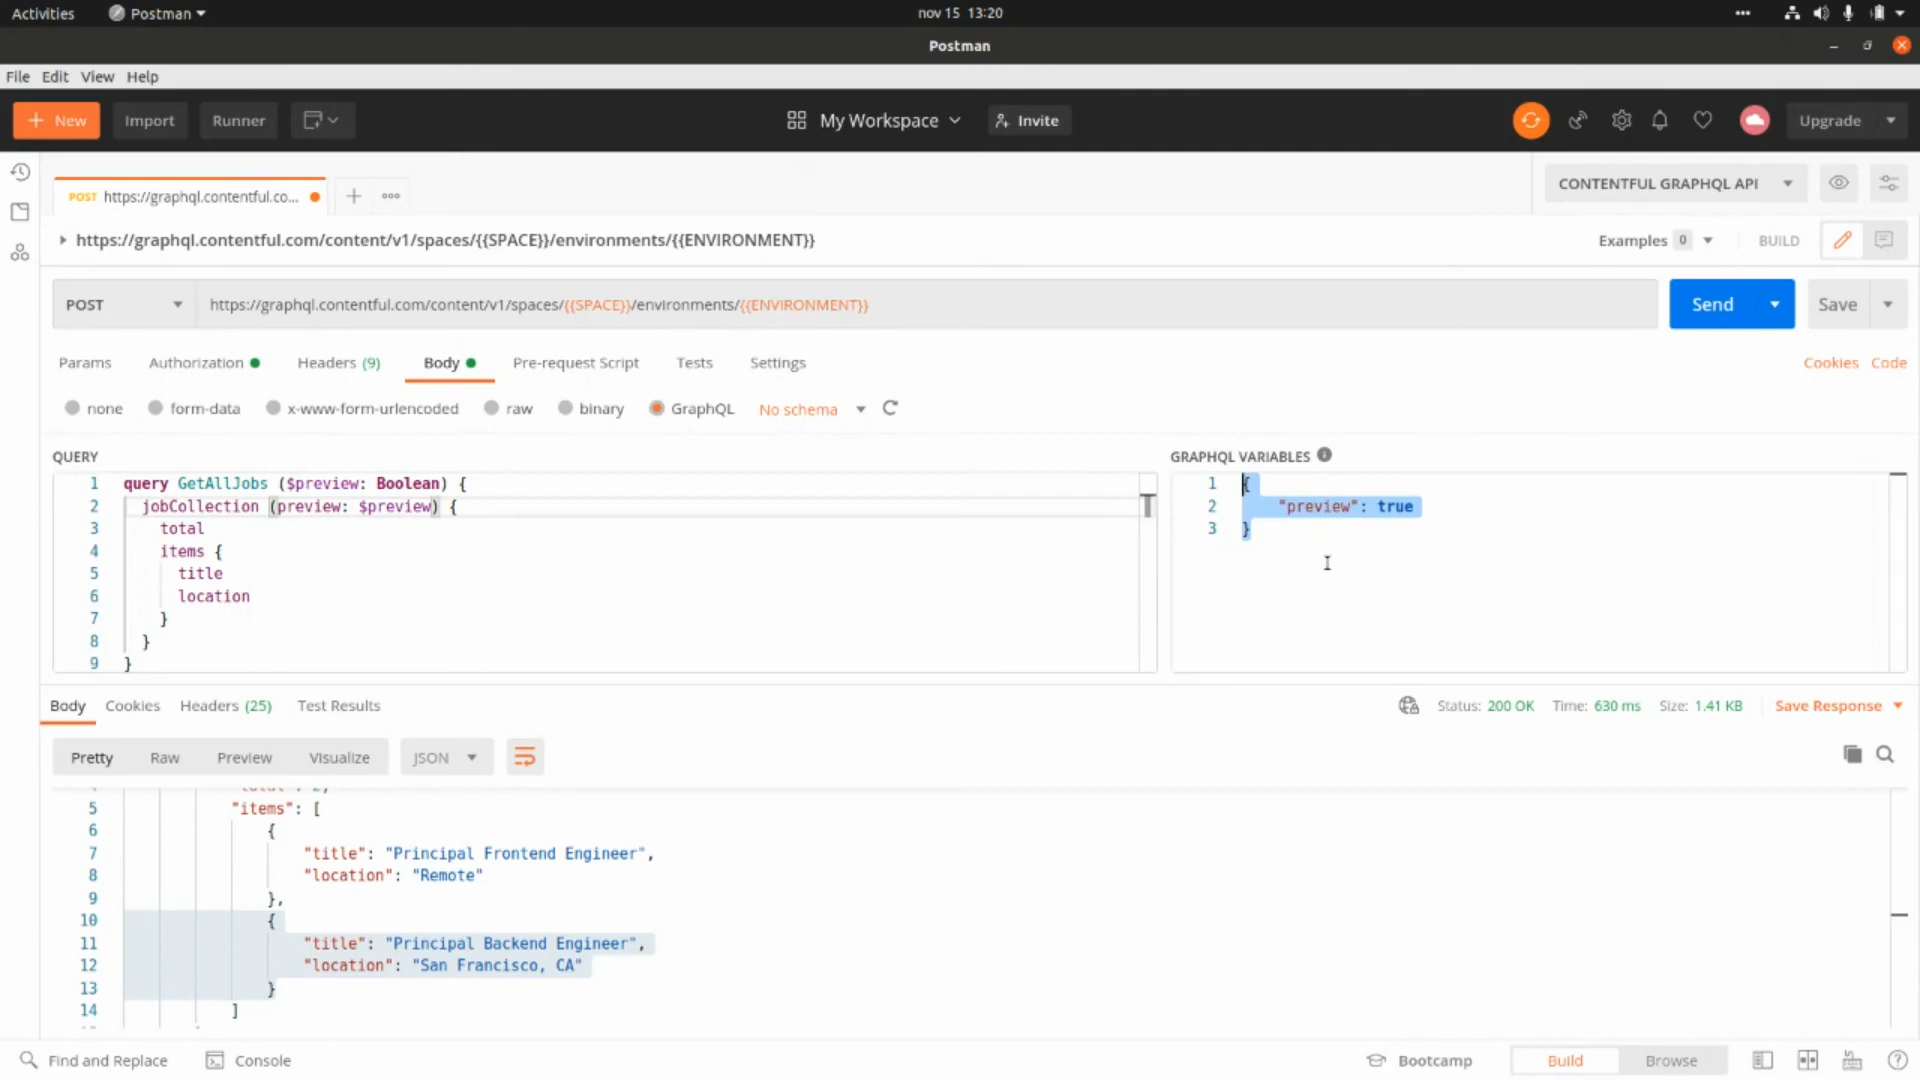 Activities Postman nov 15 13:20
Postman
File Edit View Help
+ New Import Runner My Workspace Invite Upgrade
POST https://graphql.contentful.co... CONTENTFUL GRAPHQL API
https://graphql.contentful.com/content/v1/spaces/{{SPACE}}/environments/{{ENVIRONMENT}} Examples 0 BUILD
POST https://graphql.contentful.com/content/v1/spaces/{{SPACE}}/environments/{{ENVIRONMENT}} Send Save
Params Authorization Headers (9) Body Pre-request Script Tests Settings Cookies Code
none form-data x-www-form-urlencoded raw binary GraphQL No schema
QUERY
1 query GetAllJobs ($preview: Boolean) {
2 jobCollection (preview: $preview) {
3 total
4 items {
5 title
6 location
7 }
8 }
9 }
GRAPHQL VARIABLES
1 {
2 "preview": true
3 }
Body Cookies Headers (25) Test Results Status: 200 OK Time: 630 ms Size: 1.41 KB Save Response
Pretty Raw Preview Visualize JSON
5 "items": [
6 {
7 "title": "Principal Frontend Engineer",
8 "location": "Remote"
9 },
10 {
11 "title": "Principal Backend Engineer",
12 "location": "San Francisco, CA"
13 }
14 ]
Find and Replace Console Bootcamp Build Browse